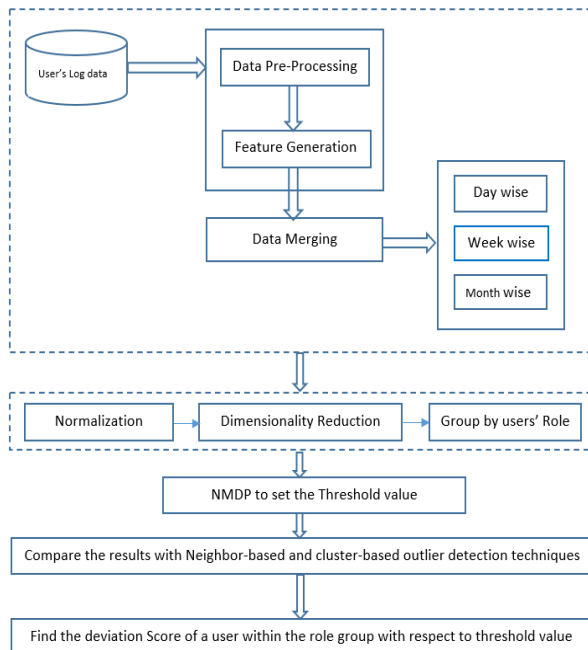 User's Log data
Data Pre-Processing
Feature Generation
Data Merging
Day wise
Week wise
Month wise
Normalization
Dimensionality Reduction
Group by users' Role
NMDP to set the Threshold value
Compare the results with Neighbor-based and cluster-based outlier detection techniques
Find the deviation Score of a user within the role group with respect to threshold value